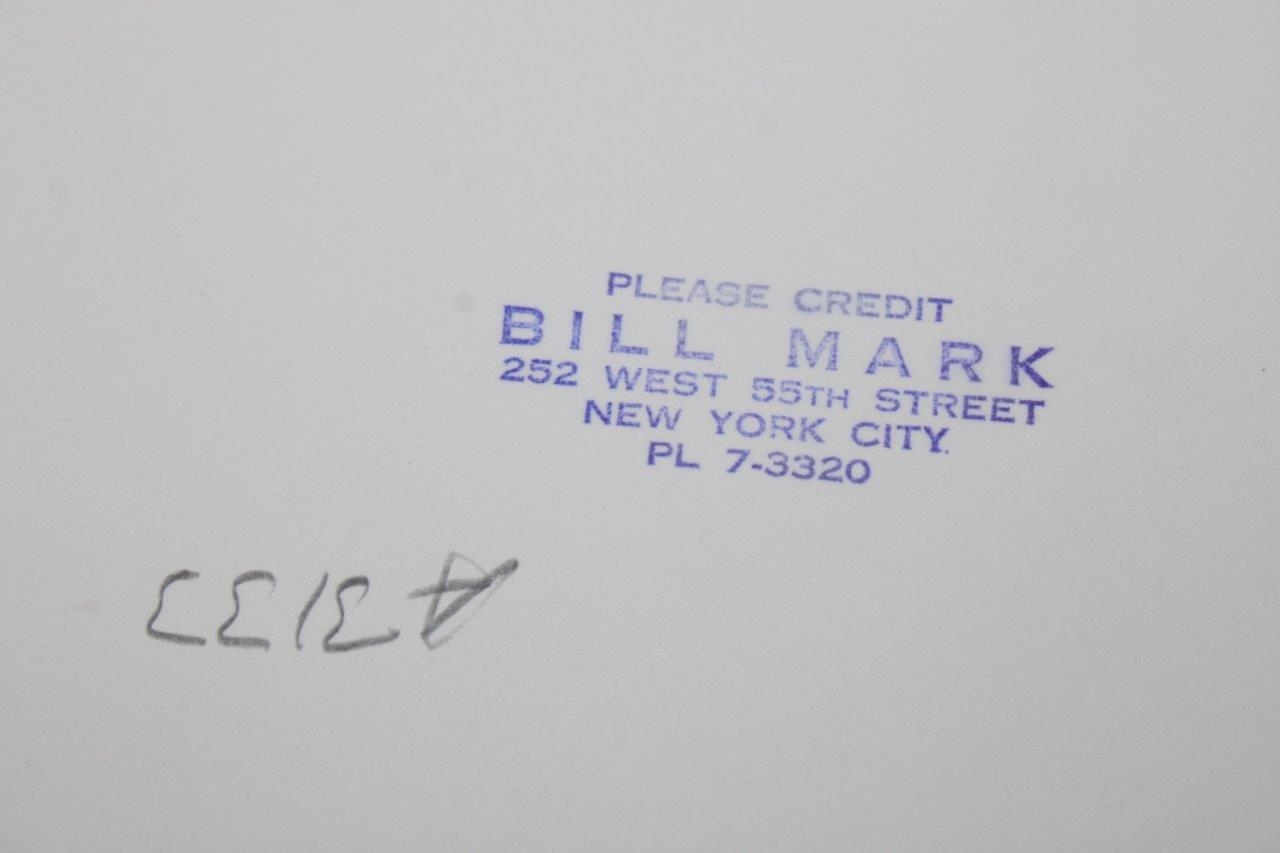 PLEASE CREDIT
BILL MARK
252 WEST 55TH STREET
NEW YORK CITY.
PL 7-3320
A3133